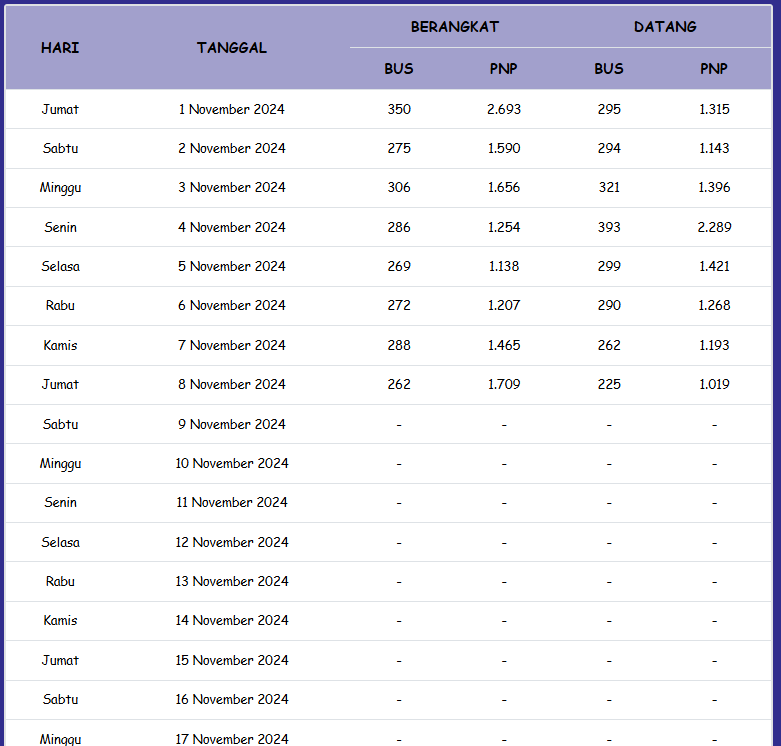 HARI TANGGAL BERANGKAT DATANG
BUS PNP BUS PNP
Jumat 1 November 2024 350 2.693 295 1.315
Sabtu 2 November 2024 275 1.590 294 1.143
Minggu 3 November 2024 306 1.656 321 1.396
Senin 4 November 2024 286 1.254 393 2.289
Selasa 5 November 2024 269 1.138 299 1.421
Rabu 6 November 2024 272 1.207 290 1.268
Kamis 7 November 2024 288 1.465 262 1.193
Jumat 8 November 2024 262 1.709 225 1.019
Sabtu 9 November 2024 - - - -
Minggu 10 November 2024 - - - -
Senin 11 November 2024 - - - -
Selasa 12 November 2024 - - - -
Rabu 13 November 2024 - - - -
Kamis 14 November 2024 - - - -
Jumat 15 November 2024 - - - -
Sabtu 16 November 2024 - - - -
Minggu 17 November 2024 - - - -